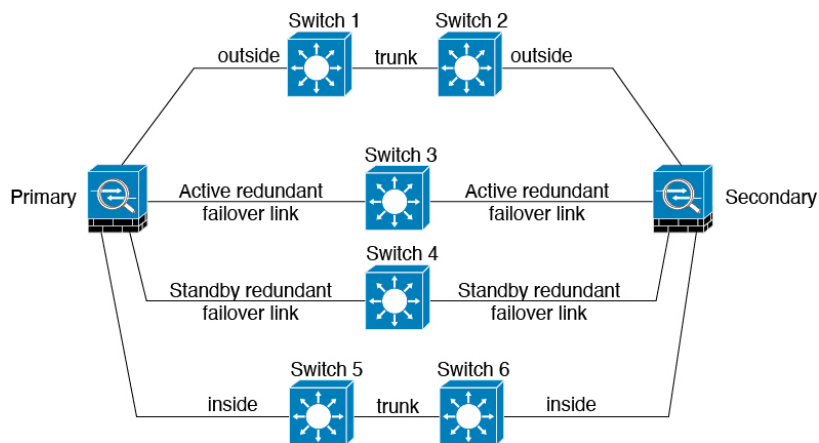 Switch 1
Switch 2
outside
trunk
outside
Switch 3
Primary
Active redundant
failover link
Active redundant
failover link
Secondary
Switch 4
Standby redundant
failover link
Standby redundant
failover link
Switch 5
Switch 6
inside
trunk
inside